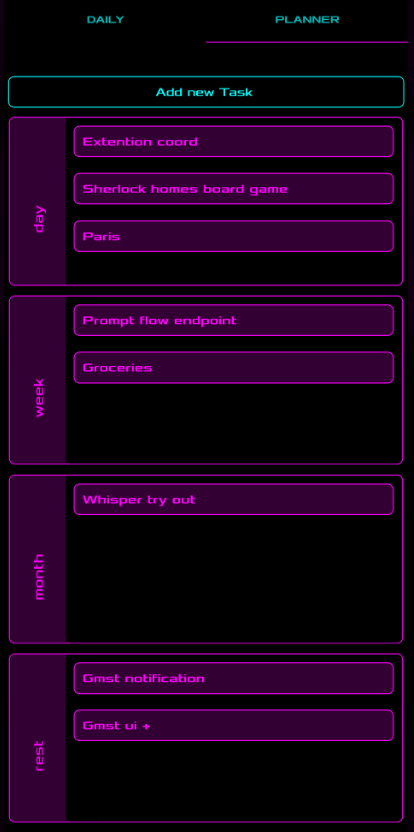 DAILY
PLANNER
Add new Task
day
Extention coord
Sherlock homes board game
Paris
week
Prompt flow endpoint
Groceries
month
Whisper try out
rest
Gmst notification
Gmst ui +